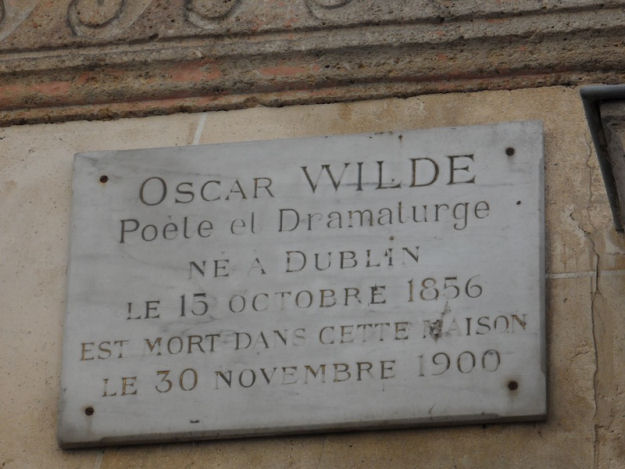 OSCAR WILDE
Poète et Dramaturge
NÉ A DUBLIN
LE 15 OCTOBRE 1856
EST MORT DANS CETTE MAISON
LE 30 NOVEMBRE 1900